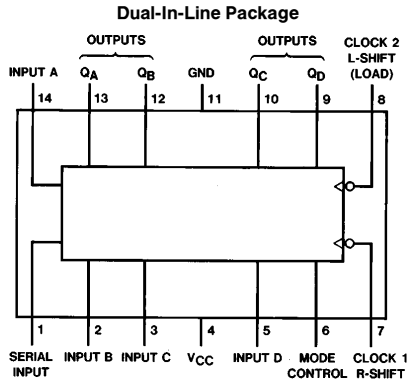 Dual-In-Line Package
OUTPUTS
OUTPUTS
CLOCK 2
L-SHIFT
(LOAD)
INPUT A
QA
QB
GND
QC
QD
14
13
12
11
10
9
8
1
2
3
4
5
6
7
SERIAL
INPUT
INPUT B
INPUT C
VCC
INPUT D
MODE
CONTROL
CLOCK 1
R-SHIFT